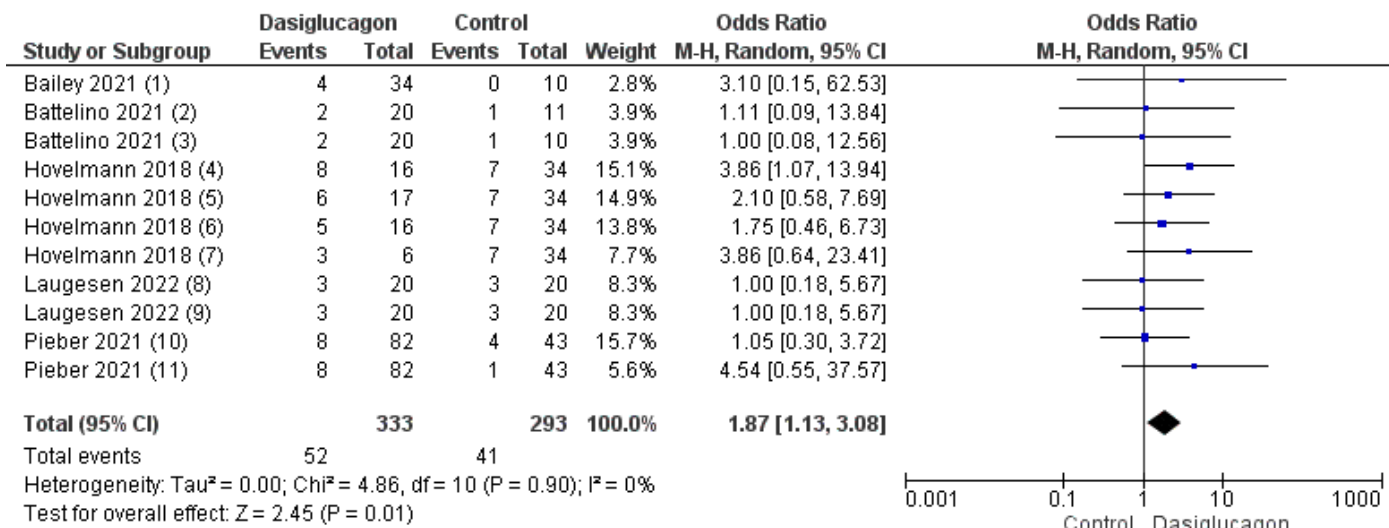 Dasiglucagon Control Odds Ratio Odds Ratio
Study or Subgroup Events Total Events Total Weight M-H, Random, 95% CI M-H, Random, 95% CI
Bailey 2021 (1) 4 34 0 10 2.8% 3.10 [0.15, 62.53]
Battelino 2021 (2) 2 20 1 11 3.9% 1.11 [0.09, 13.84]
Battelino 2021 (3) 2 20 1 10 3.9% 1.00 [0.08, 12.56]
Hovelmann 2018 (4) 8 16 7 34 15.1% 3.86 [1.07, 13.94]
Hovelmann 2018 (5) 6 17 7 34 14.9% 2.10 [0.58, 7.69]
Hovelmann 2018 (6) 5 16 7 34 13.8% 1.75 [0.46, 6.73]
Hovelmann 2018 (7) 3 6 7 34 7.7% 3.86 [0.64, 23.41]
Laugesen 2022 (8) 3 20 3 20 8.3% 1.00 [0.18, 5.67]
Laugesen 2022 (9) 3 20 3 20 8.3% 1.00 [0.18, 5.67]
Pieber 2021 (10) 8 82 4 43 15.7% 1.05 [0.30, 3.72]
Pieber 2021 (11) 8 82 1 43 5.6% 4.54 [0.55, 37.57]
Total (95% CI) 333 293 100.0% 1.87 [1.13, 3.08]
Total events 52 41
Heterogeneity: Tau² = 0.00; Chi² = 4.86, df = 10 (P = 0.90); I² = 0%
Test for overall effect: Z = 2.45 (P = 0.01)
0.001 0.1 1 10 1000
Control Dasiglucagon